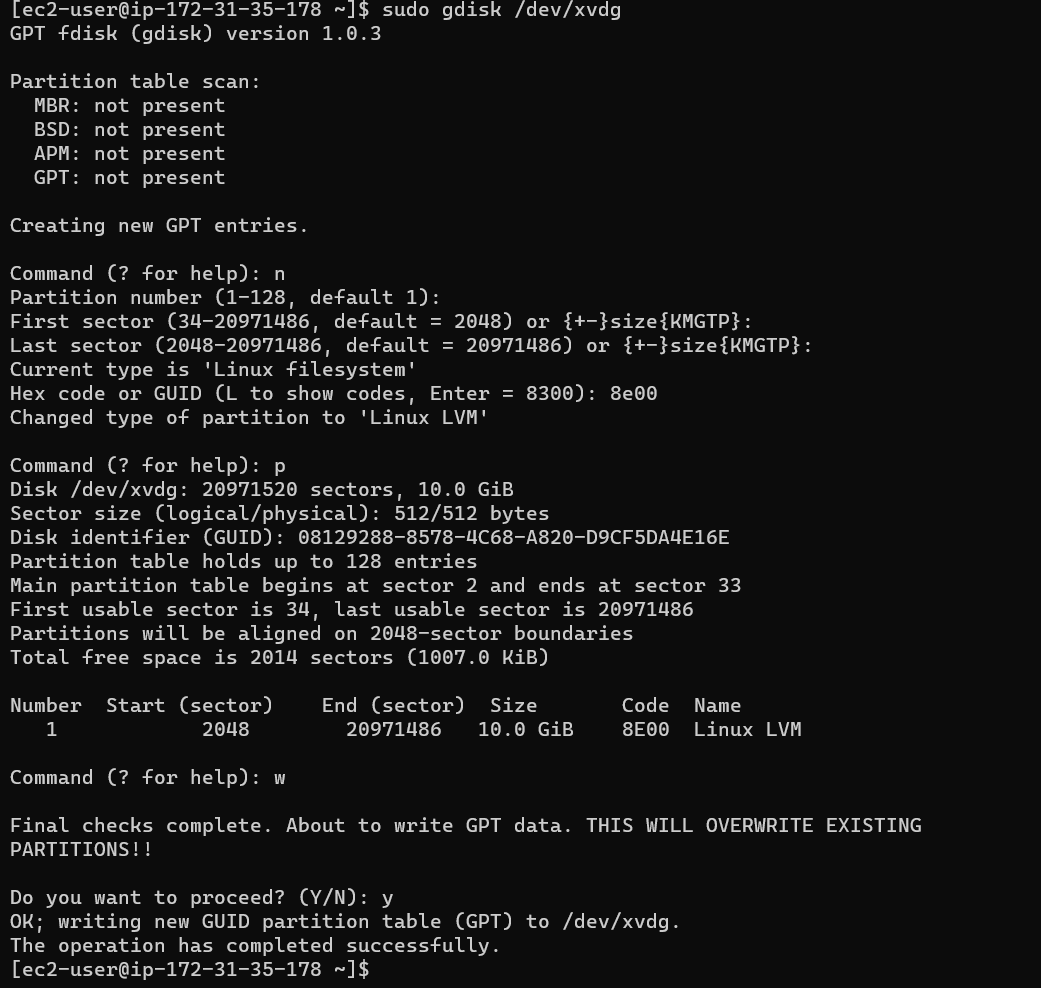 [ec2-user@ip-172-31-35-178 ~]$ sudo gdisk /dev/xvdg
GPT fdisk (gdisk) version 1.0.3
Partition table scan:
MBR: not present
BSD: not present
APM: not present
GPT: not present
Creating new GPT entries.
Command (? for help): n
Partition number (1-128, default 1):
First sector (34-20971486, default = 2048) or {+-}size{KMGTP}:
Last sector (2048-20971486, default = 20971486) or {+-}size{KMGTP}:
Current type is 'Linux filesystem'
Hex code or GUID (L to show codes, Enter = 8300): 8e00
Changed type of partition to 'Linux LVM'
Command (? for help): p
Disk /dev/xvdg: 20971520 sectors, 10.0 GiB
Sector size (logical/physical): 512/512 bytes
Disk identifier (GUID): 08129288-8578-4C68-A820-D9CF5DA4E16E
Partition table holds up to 128 entries
Main partition table begins at sector 2 and ends at sector 33
First usable sector is 34, last usable sector is 20971486
Partitions will be aligned on 2048-sector boundaries
Total free space is 2014 sectors (1007.0 KiB)
Number  Start (sector)    End (sector)  Size       Code  Name
   1            2048        20971486   10.0 GiB    8E00  Linux LVM
Command (? for help): w
Final checks complete. About to write GPT data. THIS WILL OVERWRITE EXISTING
PARTITIONS!!
Do you want to proceed? (Y/N): y
OK; writing new GUID partition table (GPT) to /dev/xvdg.
The operation has completed successfully.
[ec2-user@ip-172-31-35-178 ~]$